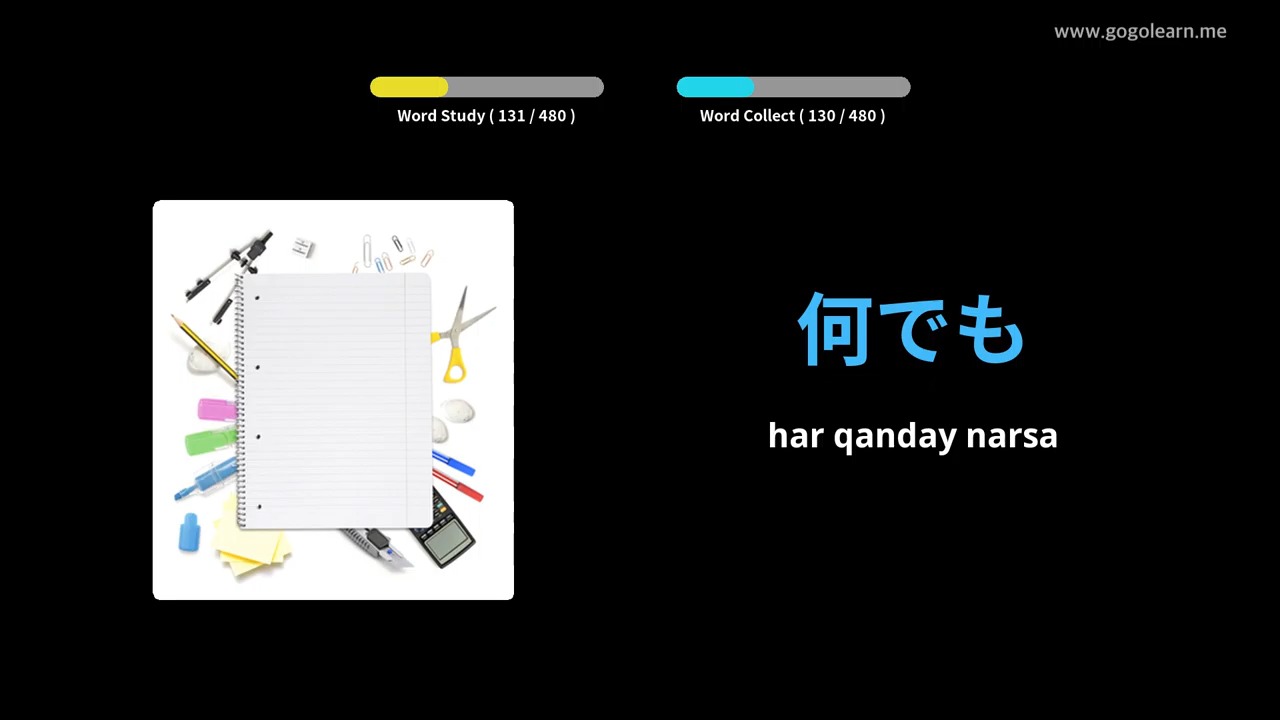 www.gogolearn.me
Word Study ( 131 / 480 )
Word Collect ( 130 / 480 )
何でも
har qanday narsa